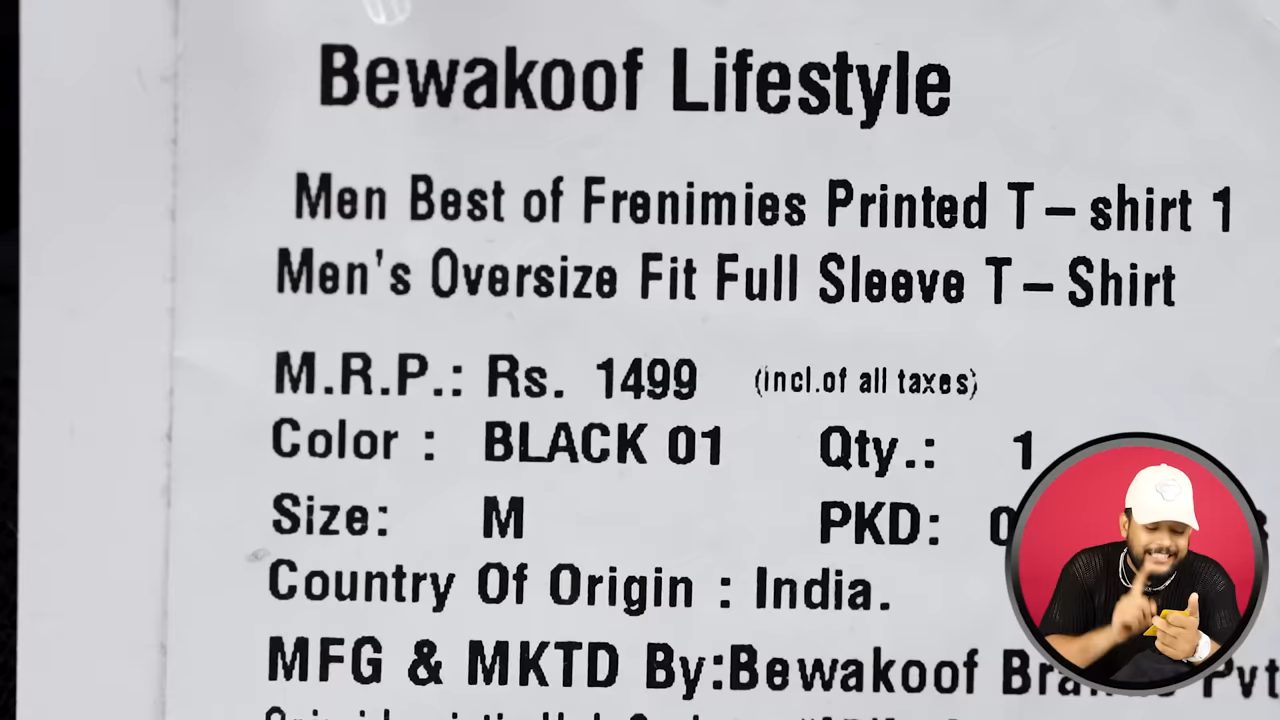 Bewakoof Lifestyle
Men Best of Frenimies Printed T – shirt 1
Men's Oversize Fit Full Sleeve T – Shirt
M.R.P.: Rs. 1499 (incl.of all taxes)
Color : BLACK 01 Qty.: 1
Size: M PKD:
Country Of Origin : India.
MFG & MKTD By:Bewakoof Pvt